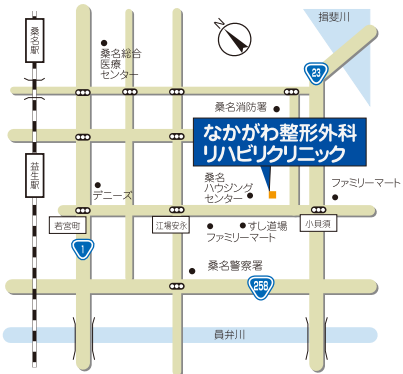 桑名駅
N
揖斐川
桑名総合
医療
センター
23
桑名消防署
なかがわ整形外科
リハビリクリニック
益生駅
デニーズ
桑名
ハウジング
センター
ファミリーマート
若宮町
江場安永
すし道場
ファミリーマート
小貝須
1
桑名警察署
258
員弁川